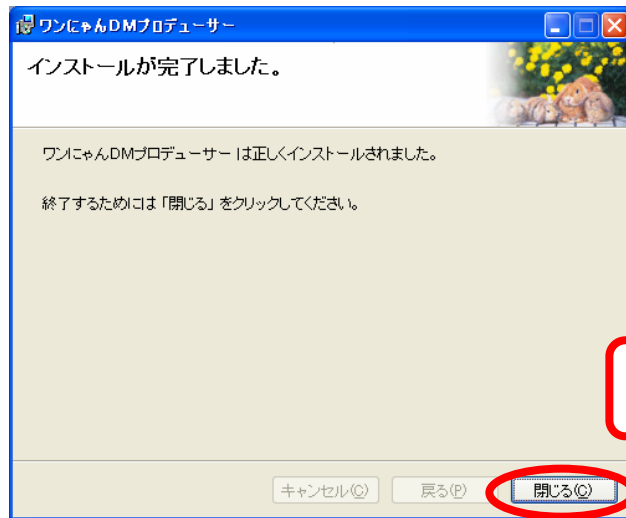 ワンにゃんDMプロデューサー
インストールが完了しました。
ワンにゃんDMプロデューサー は正しくインストールされました。
終了するためには「閉じる」をクリックしてください。
キャンセル(C)
戻る(P)
閉じる(C)